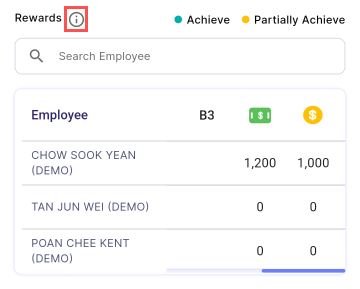 Rewards
Achieve
Partially Achieve
Search Employee
Employee B3
CHOW SOOK YEAN
(DEMO)
1,200 1,000
TAN JUN WEI (DEMO) 0 0
POAN CHEE KENT
(DEMO)
0 0